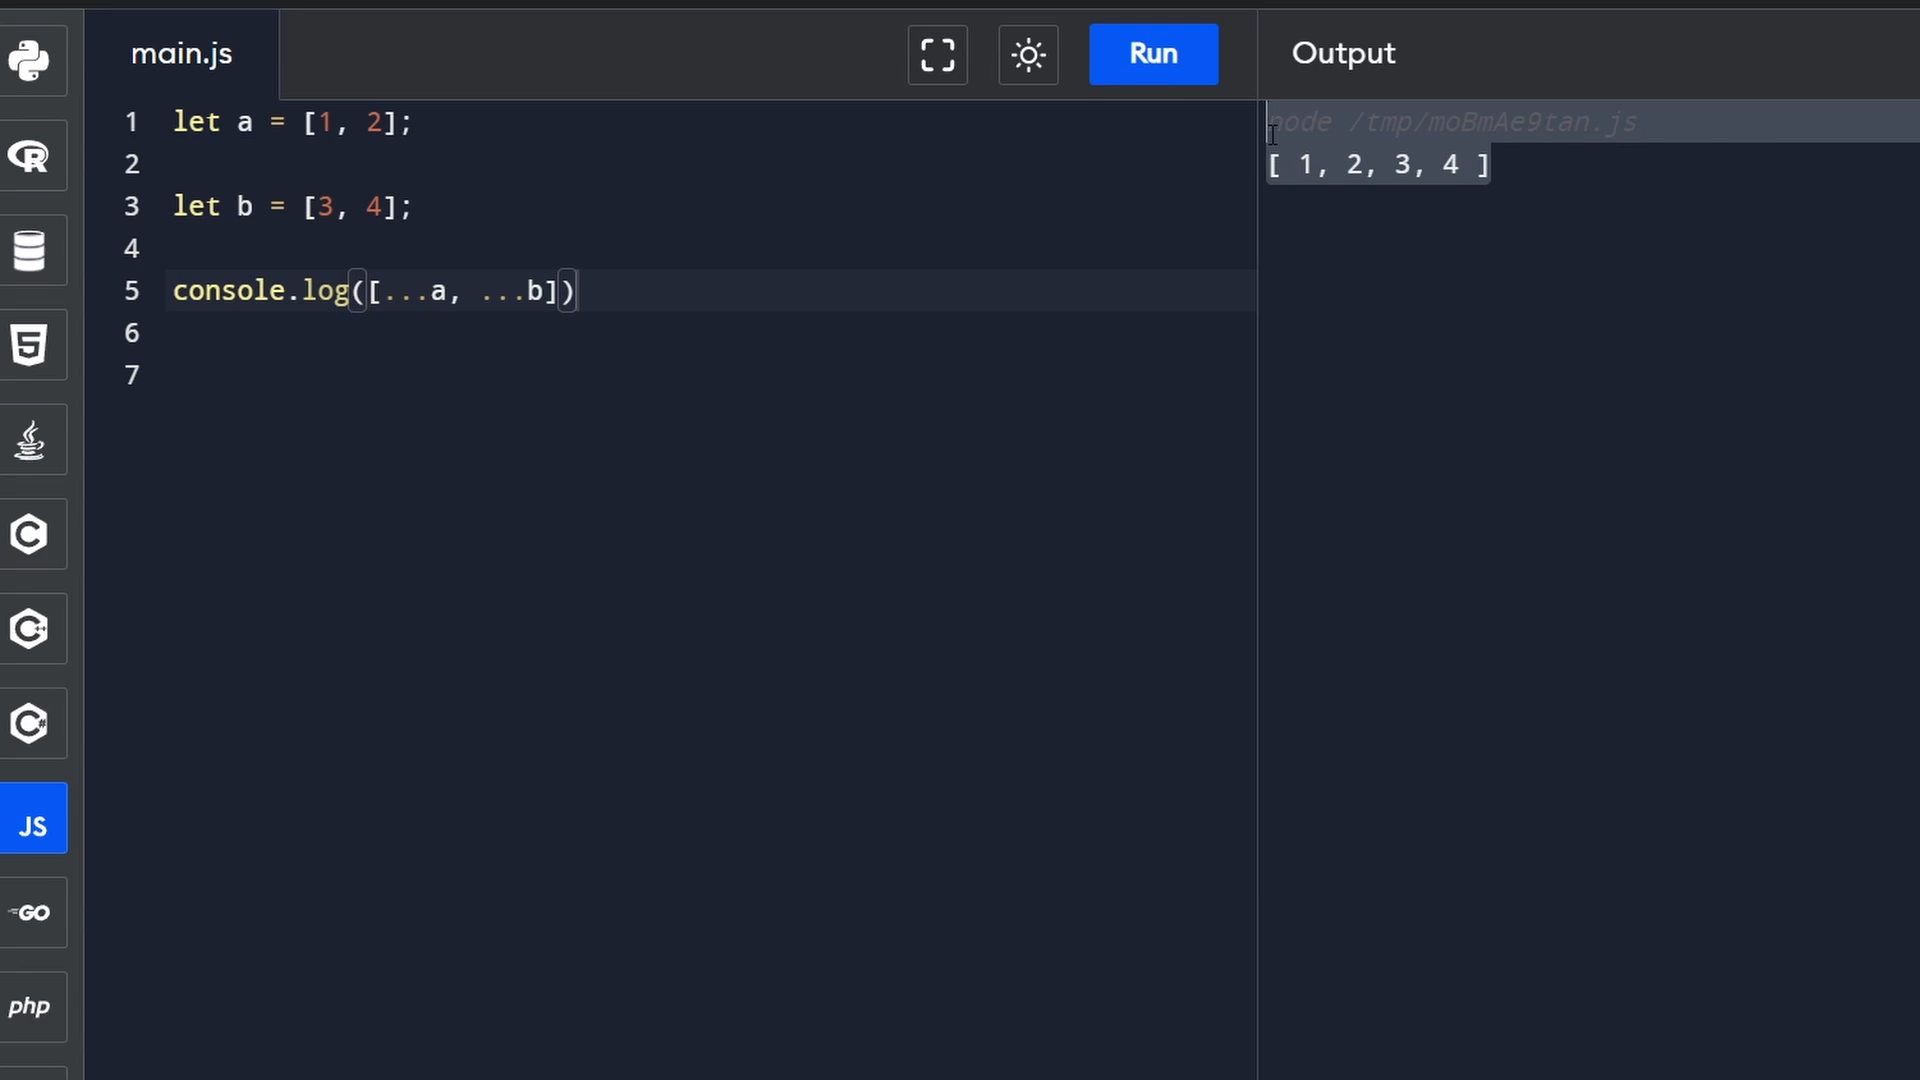 main.js
Run
Output
1 let a = [1, 2];
2
3 let b = [3, 4];
4
5 console.log([...a, ...b])
6
7
node /tmp/moBmAe9tan.js
[ 1, 2, 3, 4 ]
R
5
C
C++
C#
JS
GO
php